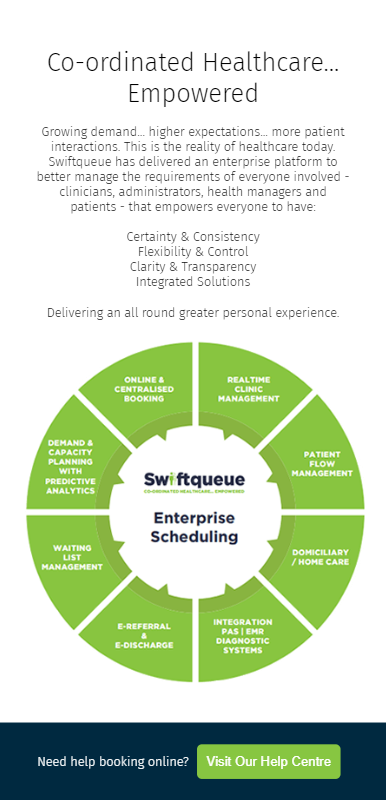 Co-ordinated Healthcare...
Empowered
Growing demand... higher expectations... more patient
interactions. This is the reality of healthcare today.
Swiftqueue has delivered an enterprise platform to
better manage the requirements of everyone involved -
clinicians, administrators, health managers and
patients - that empowers everyone to have:
Certainty & Consistency
Flexibility & Control
Clarity & Transparency
Integrated Solutions
Delivering an all round greater personal experience.
ONLINE &
CENTRALISED
BOOKING
REALTIME
CLINIC
MANAGEMENT
DEMAND &
CAPACITY
PLANNING
WITH
PREDICTIVE
ANALYTICS
PATIENT
FLOW
MANAGEMENT
Swiftqueue
CO-ORDINATED HEALTHCARE... EMPOWERED
Enterprise
Scheduling
WAITING
LIST
MANAGEMENT
DOMICILIARY
/ HOME CARE
E-REFERRAL
&
E-DISCHARGE
INTEGRATION
PAS | EMR
DIAGNOSTIC
SYSTEMS
Need help booking online?
Visit Our Help Centre